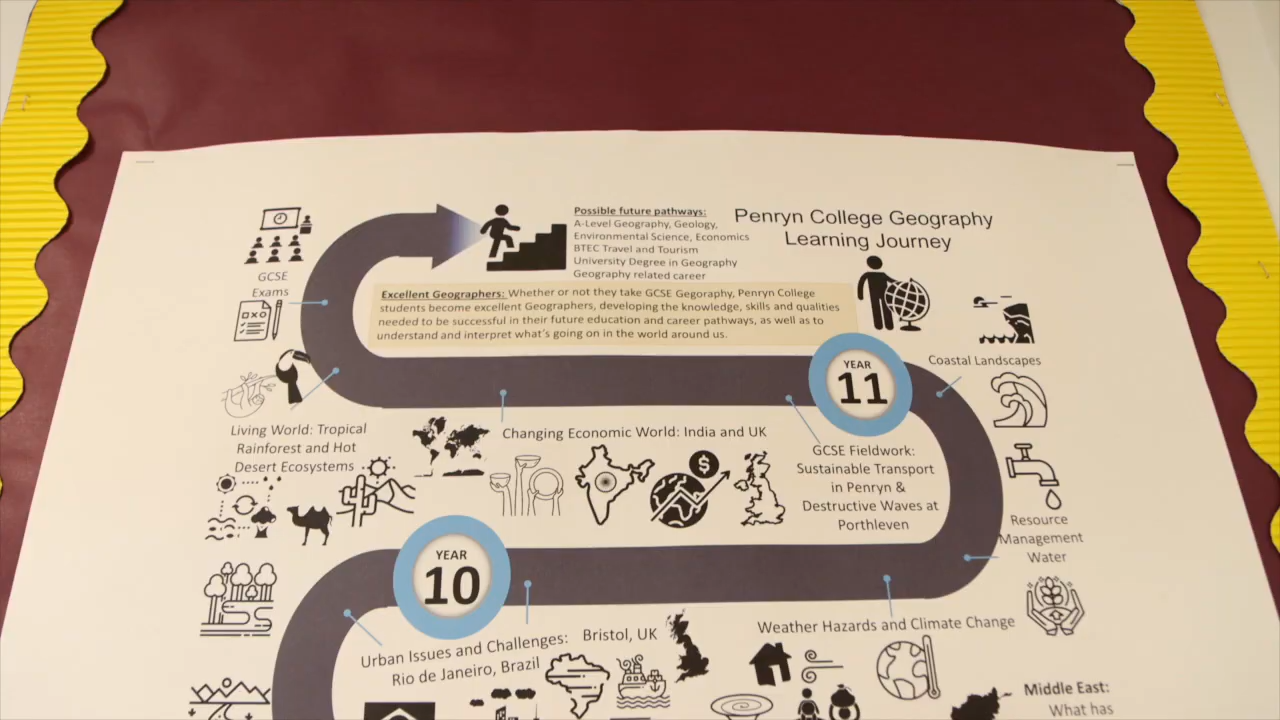 Possible future pathways:
A-Level Geography, Geology,
Environmental Science, Economics
BTEC Travel and Tourism
University Degree in Geography
Geography related career
Penryn College Geography
Learning Journey
GCSE
Exams
Excellent Geographers: Whether or not they take GCSE Gegoraphy, Penryn College
students become excellent Geographers, developing the knowledge, skills and qualities
needed to be successful in their future education and career pathways, as well as to
understand and interpret what's going on in the world around us.
YEAR
11
Coastal Landscapes
Living World: Tropical
Rainforest and Hot
Desert Ecosystems
Changing Economic World: India and UK
$
GCSE Fieldwork:
Sustainable Transport
in Penryn &
Destructive Waves at
Porthleven
Resource
Management
Water
YEAR
10
Urban Issues and Challenges: Bristol, UK
Rio de Janeiro, Brazil
Weather Hazards and Climate Change
Middle East:
What has